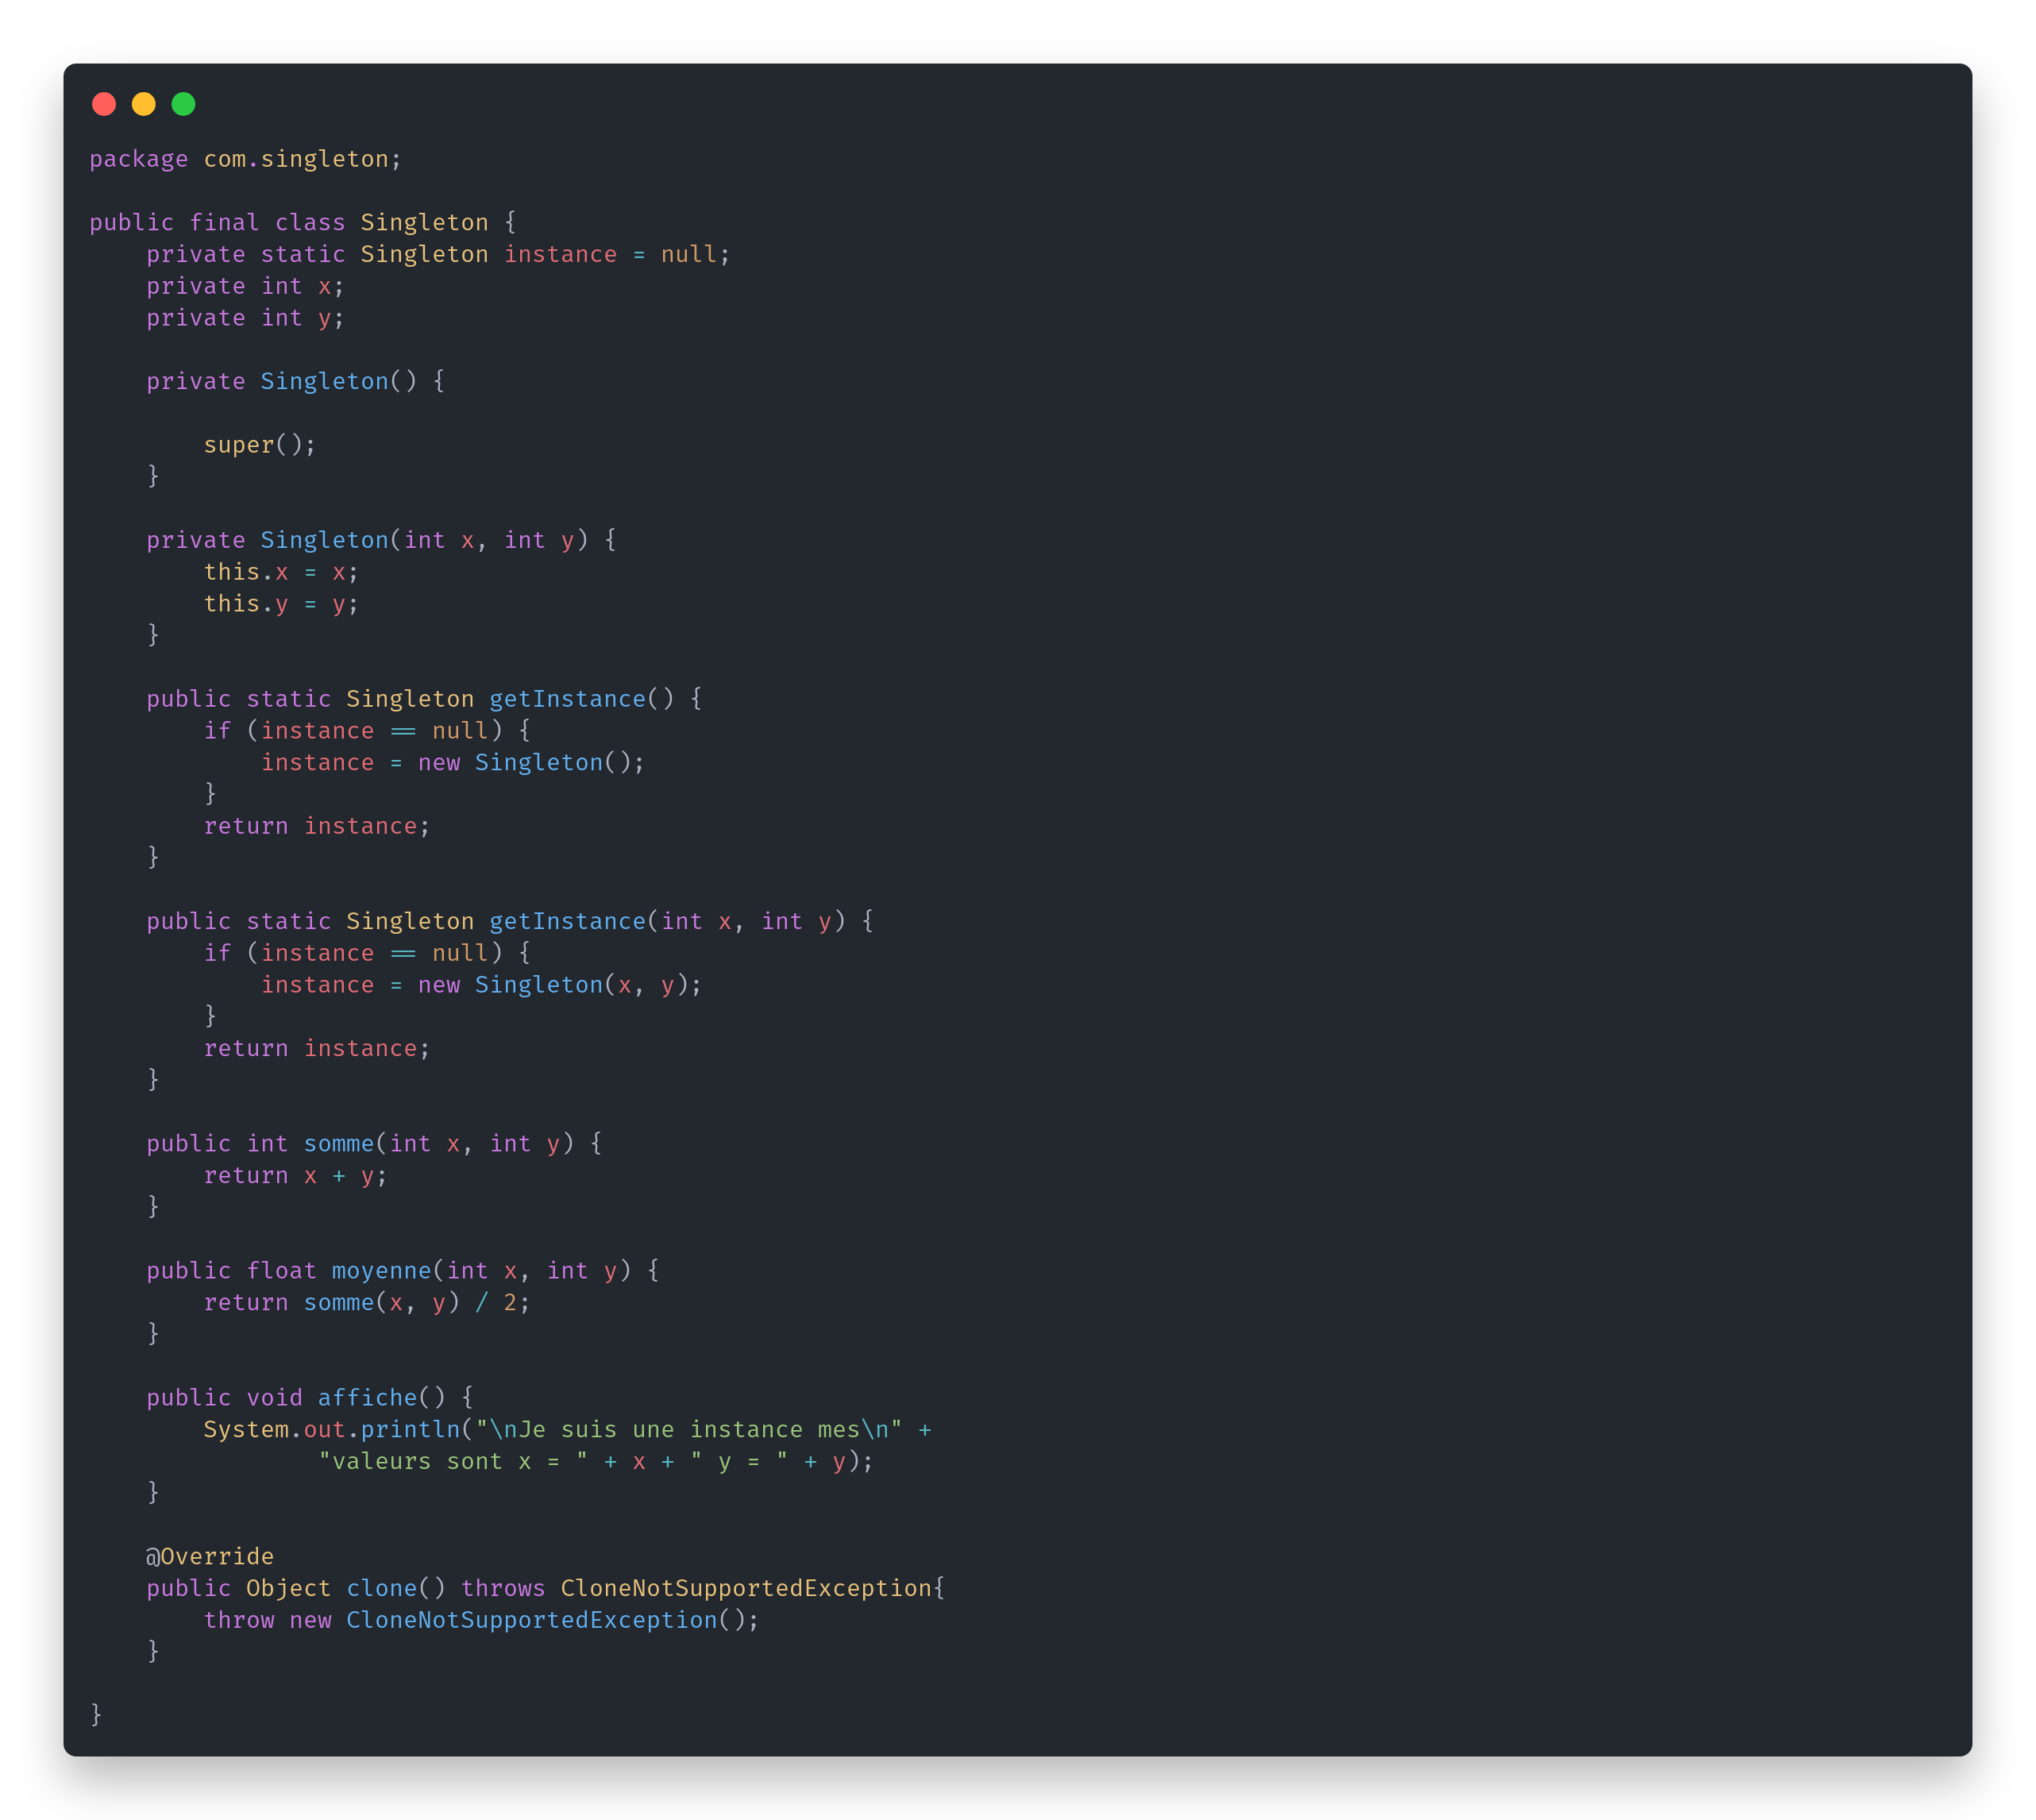 package com.singleton;
public final class Singleton {
    private static Singleton instance = null;
    private int x;
    private int y;
    private Singleton() {
        super();
    }
    private Singleton(int x, int y) {
        this.x = x;
        this.y = y;
    }
    public static Singleton getInstance() {
        if (instance == null) {
            instance = new Singleton();
        }
        return instance;
    }
    public static Singleton getInstance(int x, int y) {
        if (instance == null) {
            instance = new Singleton(x, y);
        }
        return instance;
    }
    public int somme(int x, int y) {
        return x + y;
    }
    public float moyenne(int x, int y) {
        return somme(x, y) / 2;
    }
    public void affiche() {
        System.out.println("\nJe suis une instance mes\n" +
                "valeurs sont x = " + x + " y = " + y);
    }
    @Override
    public Object clone() throws CloneNotSupportedException{
        throw new CloneNotSupportedException();
    }
}